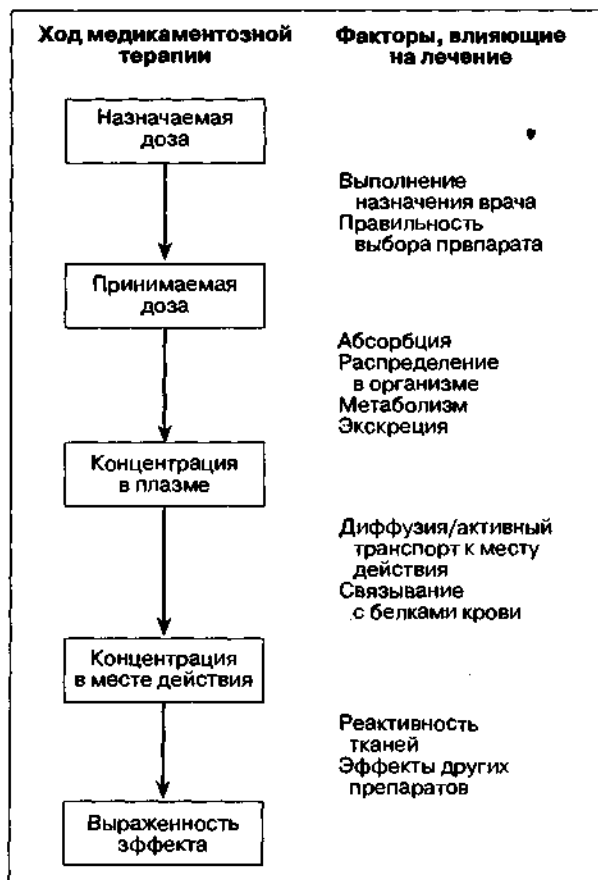 Ход медикаментозной
терапии
Факторы, влияющие
на лечение
Назначаемая
доза
Выполнение
назначения врача
Правильность
выбора првпарата
Принимаемая
доза
Абсорбция
Распределение
в организме
Метаболизм
Экскреция
Концентрация
в плазме
Диффузия/активный
транспорт к месту
действия
Связывание
с белками крови
Концентрация
в месте действия
Реактивность
тканей
Эффекты других
препаратов
Выраженность
эффекта